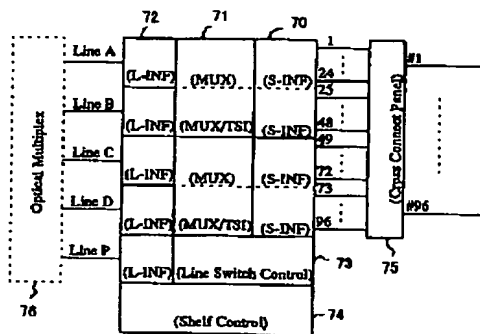 72 71 70
Line A (L-INF) (MUX) (S-INF) 1 #1
24
25
Line B (L-INF) (MUX/TSI) (S-INF) 48
49
Line C (L-INF) (MUX) (S-INF) 72
73
Line D (L-INF) (MUX/TSI) (S-INF) 96 #96
Line P (L-INF) (Line Switch Control) 73
(Shelf Control) 74
Optical Multiplex
76
(Cross Connect Panel)
75